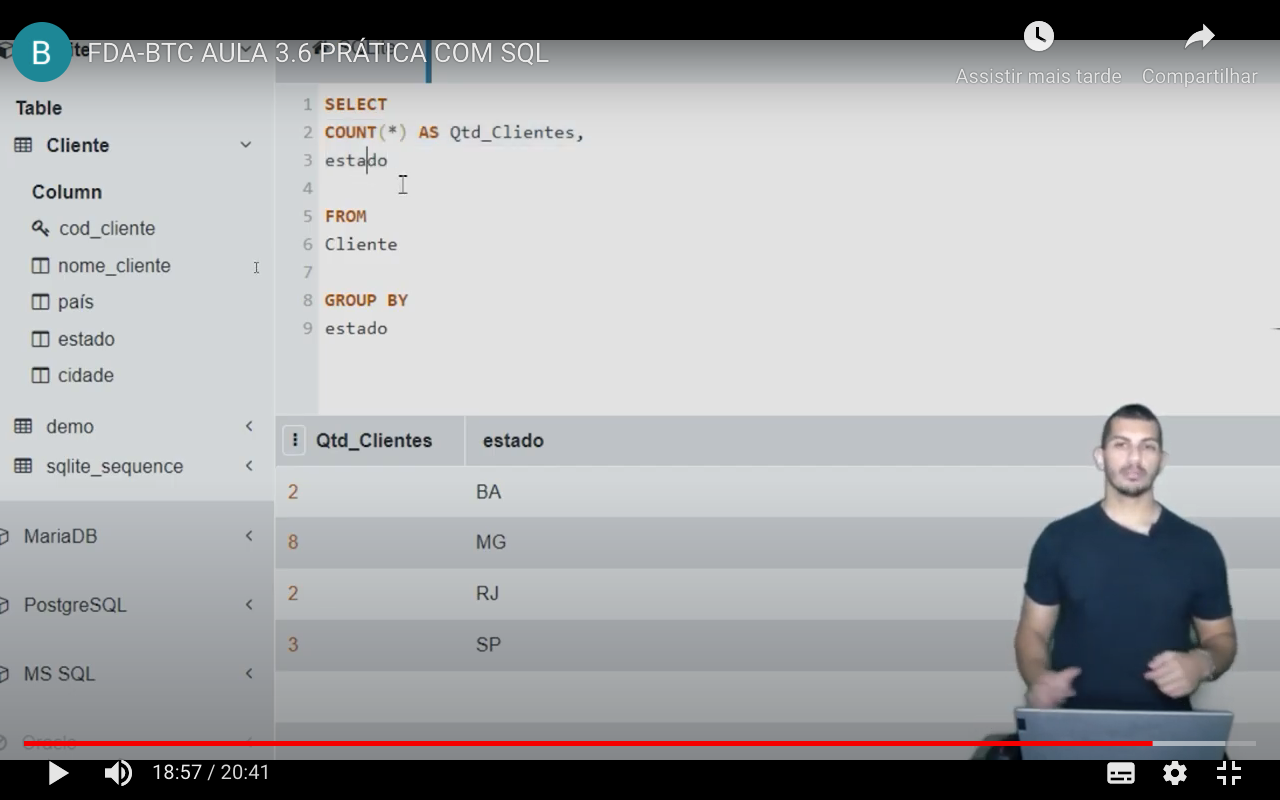 B
FDA-BTC AULA 3.6 PRÁTICA COM SQL
Assistir mais tarde
Compartilhar
Table
Cliente
Column
cod_cliente
nome_cliente
país
estado
cidade
demo
sqlite_sequence
MariaDB
PostgreSQL
MS SQL
Oracle
1 SELECT
2 COUNT(*) AS Qtd_Clientes,
3 estado
4
5 FROM
6 Cliente
7
8 GROUP BY
9 estado
Qtd_Clientes estado
2 BA
8 MG
2 RJ
3 SP
18:57 / 20:41